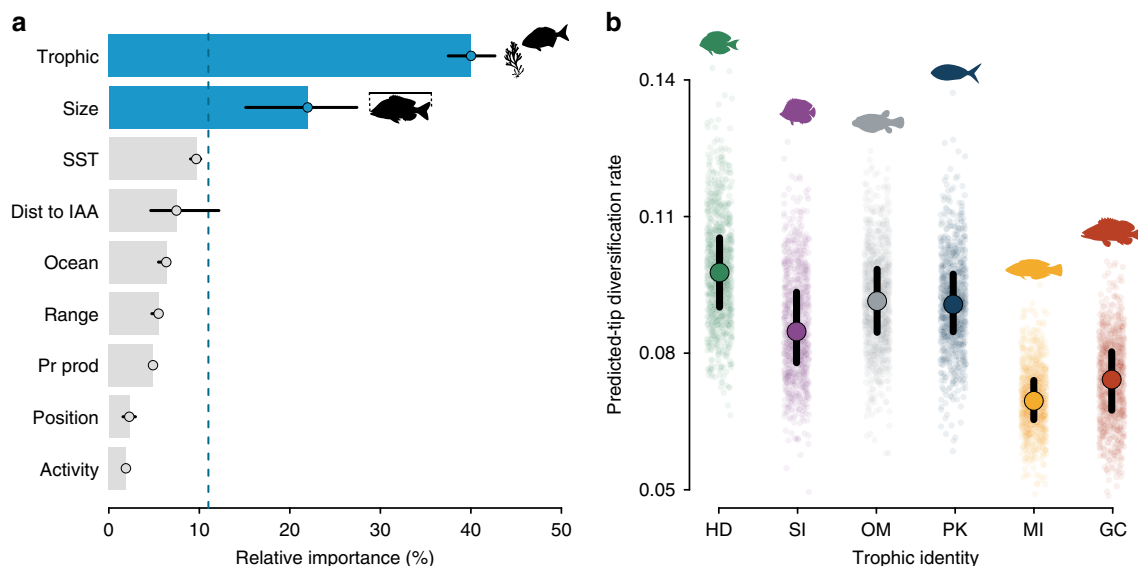 a
Trophic
Size
SST
Dist to IAA
Ocean
Range
Pr prod
Position
Activity
0 10 20 30 40 50
Relative importance (%)
b
Predicted-tip diversification rate
0.14
0.11
0.08
0.05
HD SI OM PK MI GC
Trophic identity